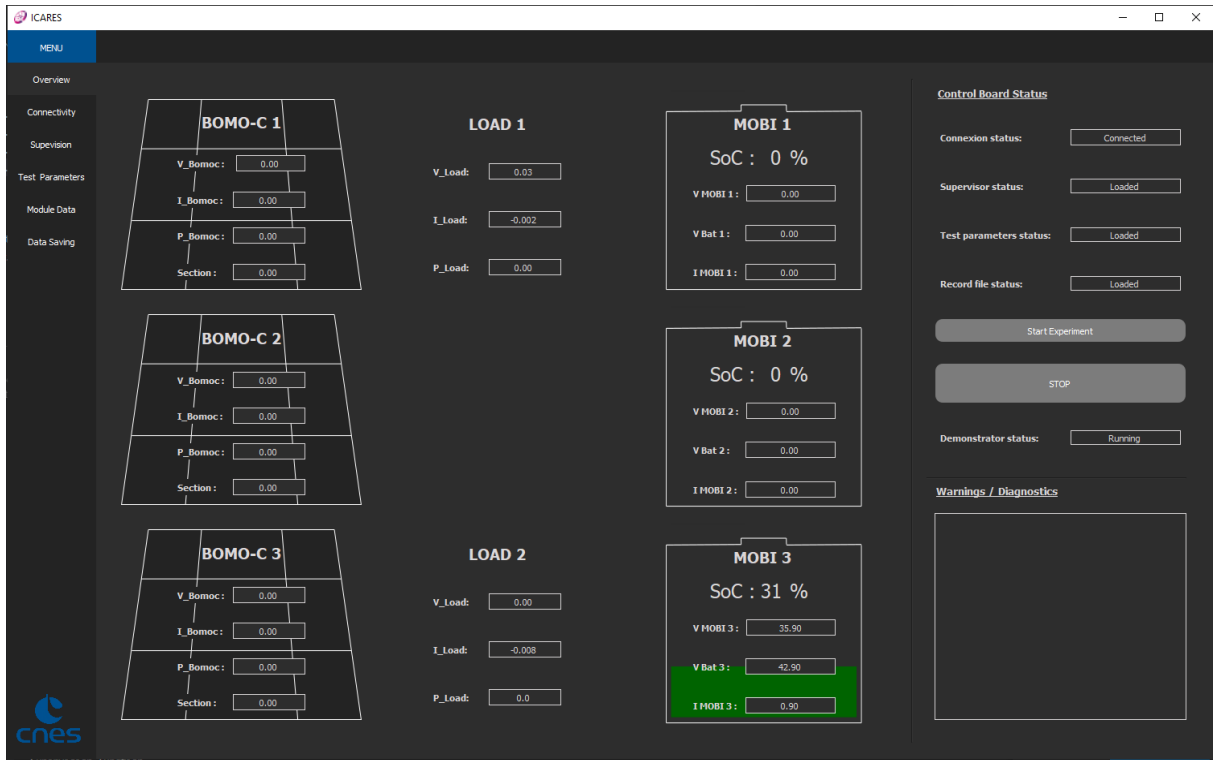 ICARES
MENU
Overview
Connectivity
Supevision
Test Parameters
Module Data
Data Saving
cnes
BOMO-C 1
V_Bomoc : 0.00
I_Bomoc : 0.00
P_Bomoc : 0.00
Section : 0.00
LOAD 1
V_Load: 0.03
I_Load: -0.002
P_Load: 0.00
MOBI 1
SoC : 0 %
V MOBI 1 : 0.00
V Bat 1 : 0.00
I MOBI 1 : 0.00
BOMO-C 2
V_Bomoc : 0.00
I_Bomoc : 0.00
P_Bomoc : 0.00
Section : 0.00
MOBI 2
SoC : 0 %
V MOBI 2 : 0.00
V Bat 2 : 0.00
I MOBI 2 : 0.00
BOMO-C 3
V_Bomoc : 0.00
I_Bomoc : 0.00
P_Bomoc : 0.00
Section : 0.00
LOAD 2
V_Load: 0.00
I_Load: -0.008
P_Load: 0.0
MOBI 3
SoC : 31 %
V MOBI 3 : 35.90
V Bat 3 : 42.90
I MOBI 3 : 0.90
Control Board Status
Connexion status: Connected
Supervisor status: Loaded
Test parameters status: Loaded
Record file status: Loaded
Start Experiment
STOP
Demonstrator status: Running
Warnings / Diagnostics